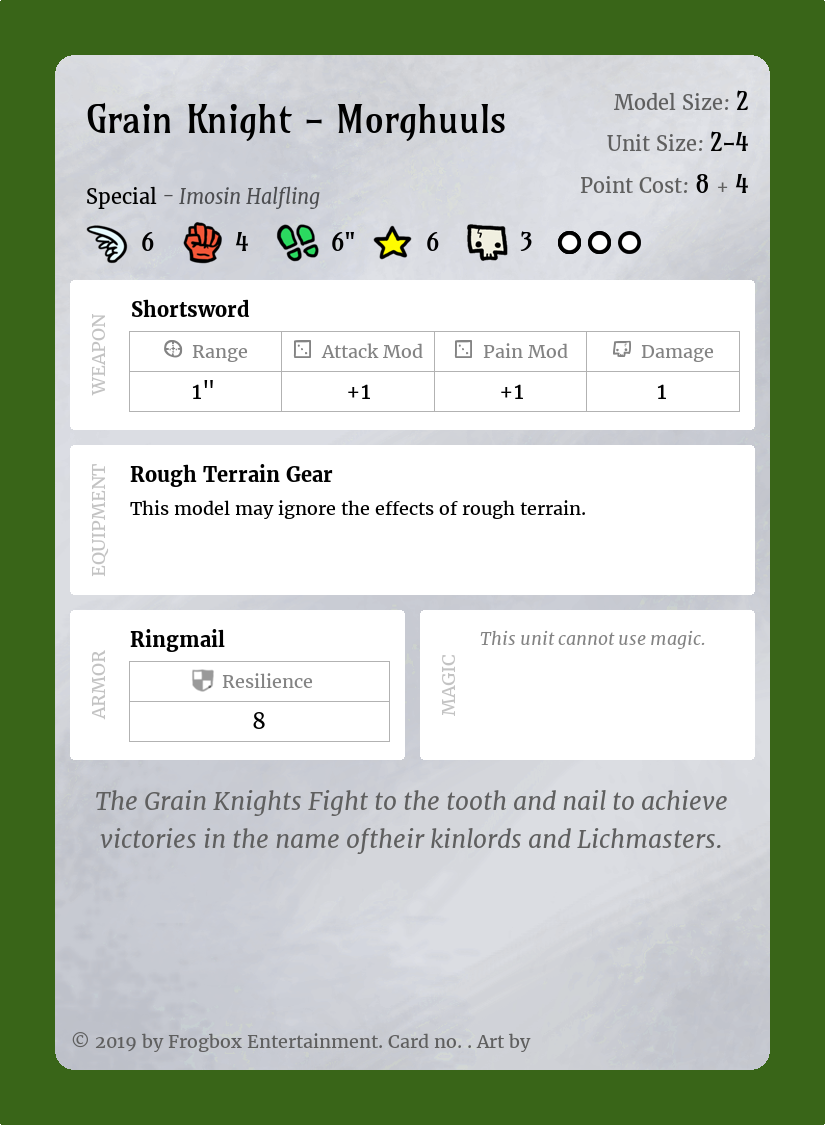 Grain Knight – Morghuuls
Model Size: 2
Unit Size: 2–4
Point Cost: 8 + 4
Special – Imosin Halfling
6 4 6" 6 3
WEAPON
Shortsword
Range Attack Mod Pain Mod Damage
1" +1 +1 1
EQUIPMENT
Rough Terrain Gear
This model may ignore the effects of rough terrain.
ARMOR
Ringmail
Resilience
8
MAGIC
This unit cannot use magic.
The Grain Knights Fight to the tooth and nail to achieve
victories in the name oftheir kinlords and Lichmasters.
© 2019 by Frogbox Entertainment. Card no. . Art by